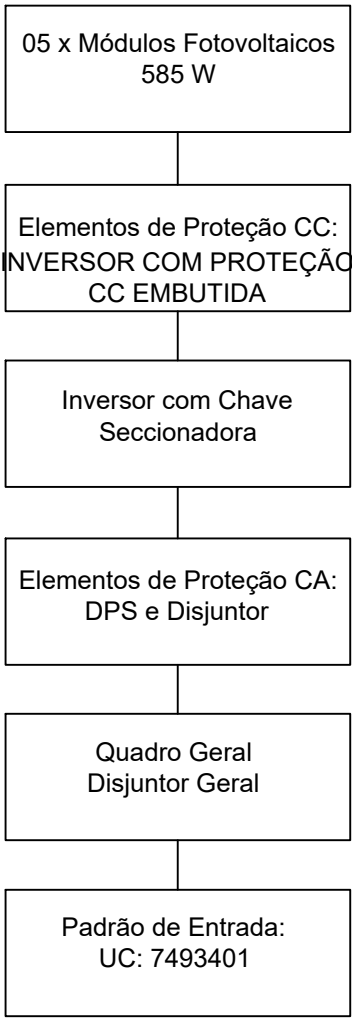 05 x Módulos Fotovoltaicos
585 W
Elementos de Proteção CC:
INVERSOR COM PROTEÇÃO
CC EMBUTIDA
Inversor com Chave
Seccionadora
Elementos de Proteção CA:
DPS e Disjuntor
Quadro Geral
Disjuntor Geral
Padrão de Entrada:
UC: 7493401